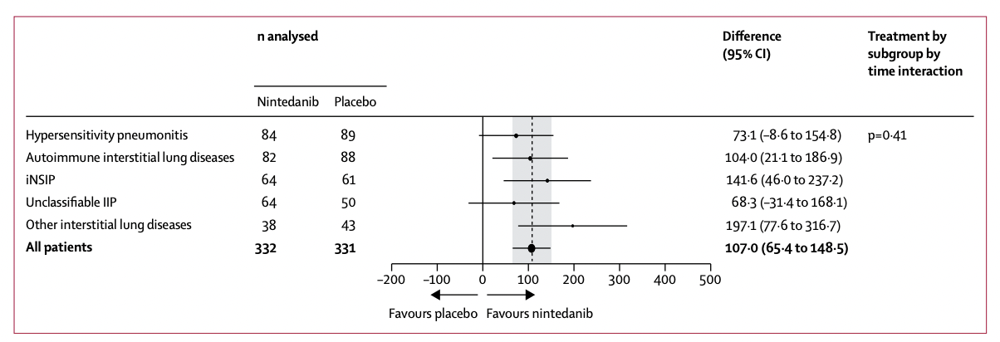 n analysed Difference Treatment by
(95% CI) subgroup by
time interaction
Nintedanib Placebo
Hypersensitivity pneumonitis 84 89 73·1 (–8·6 to 154·8) p=0·41
Autoimmune interstitial lung diseases 82 88 104·0 (21·1 to 186·9)
iNSIP 64 61 141·6 (46·0 to 237·2)
Unclassifiable IIP 64 50 68·3 (–31·4 to 168·1)
Other interstitial lung diseases 38 43 197·1 (77·6 to 316·7)
All patients 332 331 107·0 (65·4 to 148·5)
–200 –100 0 100 200 300 400 500
Favours placebo Favours nintedanib